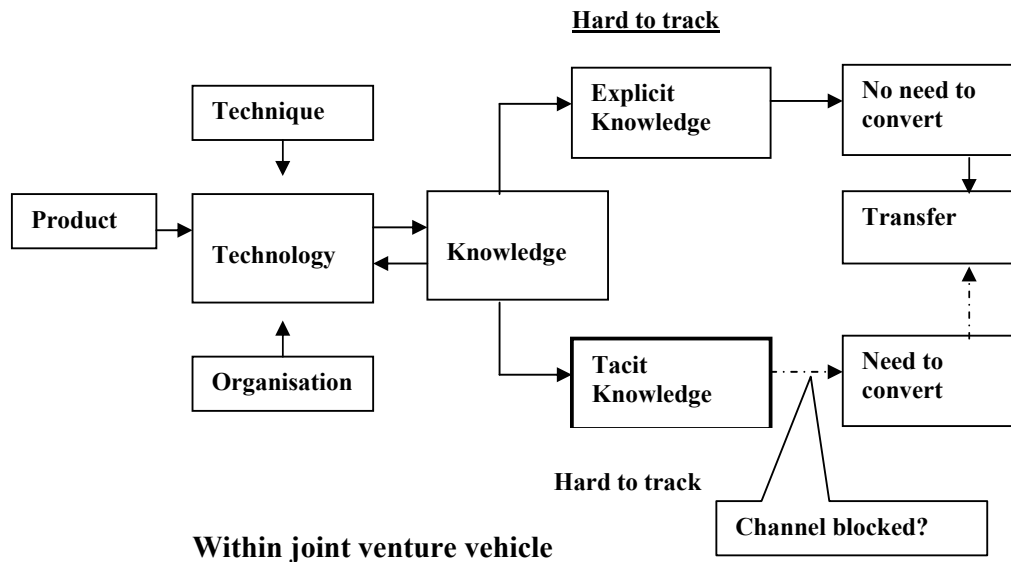 Hard to track
Technique
Explicit
Knowledge
No need to
convert
Product
Technology
Knowledge
Transfer
Organisation
Tacit
Knowledge
Need to
convert
Hard to track
Channel blocked?
Within joint venture vehicle